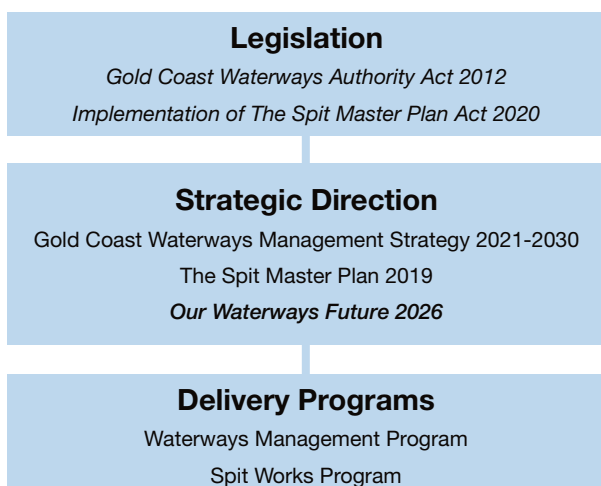 Legislation
Gold Coast Waterways Authority Act 2012
Implementation of The Spit Master Plan Act 2020
Strategic Direction
Gold Coast Waterways Management Strategy 2021-2030
The Spit Master Plan 2019
Our Waterways Future 2026
Delivery Programs
Waterways Management Program
Spit Works Program